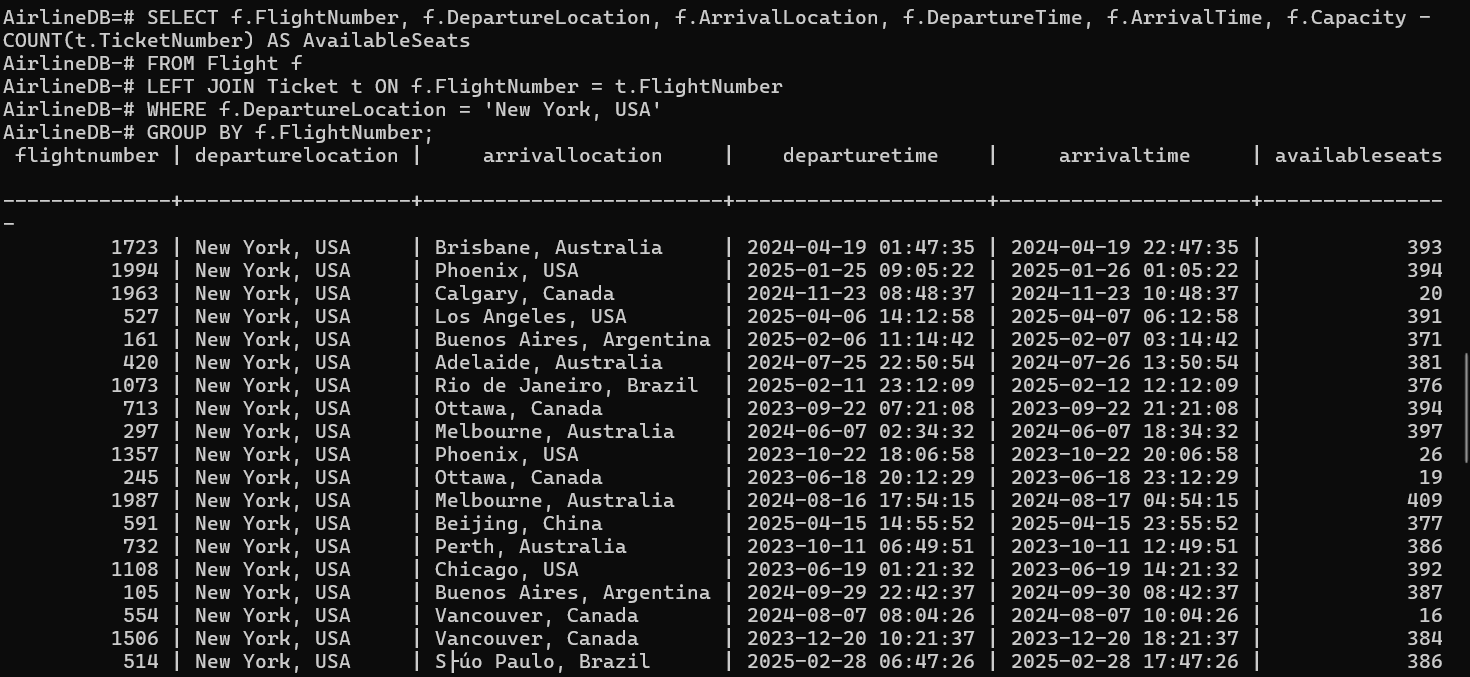 AirlineDB=# SELECT f.FlightNumber, f.DepartureLocation, f.ArrivalLocation, f.DepartureTime, f.ArrivalTime, f.Capacity -
COUNT(t.TicketNumber) AS AvailableSeats
AirlineDB-# FROM Flight f
AirlineDB-# LEFT JOIN Ticket t ON f.FlightNumber = t.FlightNumber
AirlineDB-# WHERE f.DepartureLocation = 'New York, USA'
AirlineDB-# GROUP BY f.FlightNumber;
 flightnumber | departurelocation |     arrivallocation     |    departuretime    |     arrivaltime     | availableseats
--------------+-------------------+-------------------------+---------------------+---------------------+---------------
-
         1723 | New York, USA     | Brisbane, Australia     | 2024-04-19 01:47:35 | 2024-04-19 22:47:35 |            393
         1994 | New York, USA     | Phoenix, USA            | 2025-01-25 09:05:22 | 2025-01-26 01:05:22 |            394
         1963 | New York, USA     | Calgary, Canada         | 2024-11-23 08:48:37 | 2024-11-23 10:48:37 |             20
          527 | New York, USA     | Los Angeles, USA        | 2025-04-06 14:12:58 | 2025-04-07 06:12:58 |            391
          161 | New York, USA     | Buenos Aires, Argentina | 2025-02-06 11:14:42 | 2025-02-07 03:14:42 |            371
          420 | New York, USA     | Adelaide, Australia     | 2024-07-25 22:50:54 | 2024-07-26 13:50:54 |            381
         1073 | New York, USA     | Rio de Janeiro, Brazil  | 2025-02-11 23:12:09 | 2025-02-12 12:12:09 |            376
          713 | New York, USA     | Ottawa, Canada          | 2023-09-22 07:21:08 | 2023-09-22 21:21:08 |            394
          297 | New York, USA     | Melbourne, Australia    | 2024-06-07 02:34:32 | 2024-06-07 18:34:32 |            397
         1357 | New York, USA     | Phoenix, USA            | 2023-10-22 18:06:58 | 2023-10-22 20:06:58 |             26
          245 | New York, USA     | Ottawa, Canada          | 2023-06-18 20:12:29 | 2023-06-18 23:12:29 |             19
         1987 | New York, USA     | Melbourne, Australia    | 2024-08-16 17:54:15 | 2024-08-17 04:54:15 |            409
          591 | New York, USA     | Beijing, China          | 2025-04-15 14:55:52 | 2025-04-15 23:55:52 |            377
          732 | New York, USA     | Perth, Australia        | 2023-10-11 06:49:51 | 2023-10-11 12:49:51 |            386
         1108 | New York, USA     | Chicago, USA            | 2023-06-19 01:21:32 | 2023-06-19 14:21:32 |            392
          105 | New York, USA     | Buenos Aires, Argentina | 2024-09-29 22:42:37 | 2024-09-30 08:42:37 |            387
          554 | New York, USA     | Vancouver, Canada       | 2024-08-07 08:04:26 | 2024-08-07 10:04:26 |             16
         1506 | New York, USA     | Vancouver, Canada       | 2023-12-20 10:21:37 | 2023-12-20 18:21:37 |            384
          514 | New York, USA     | S├úo Paulo, Brazil      | 2025-02-28 06:47:26 | 2025-02-28 17:47:26 |            386